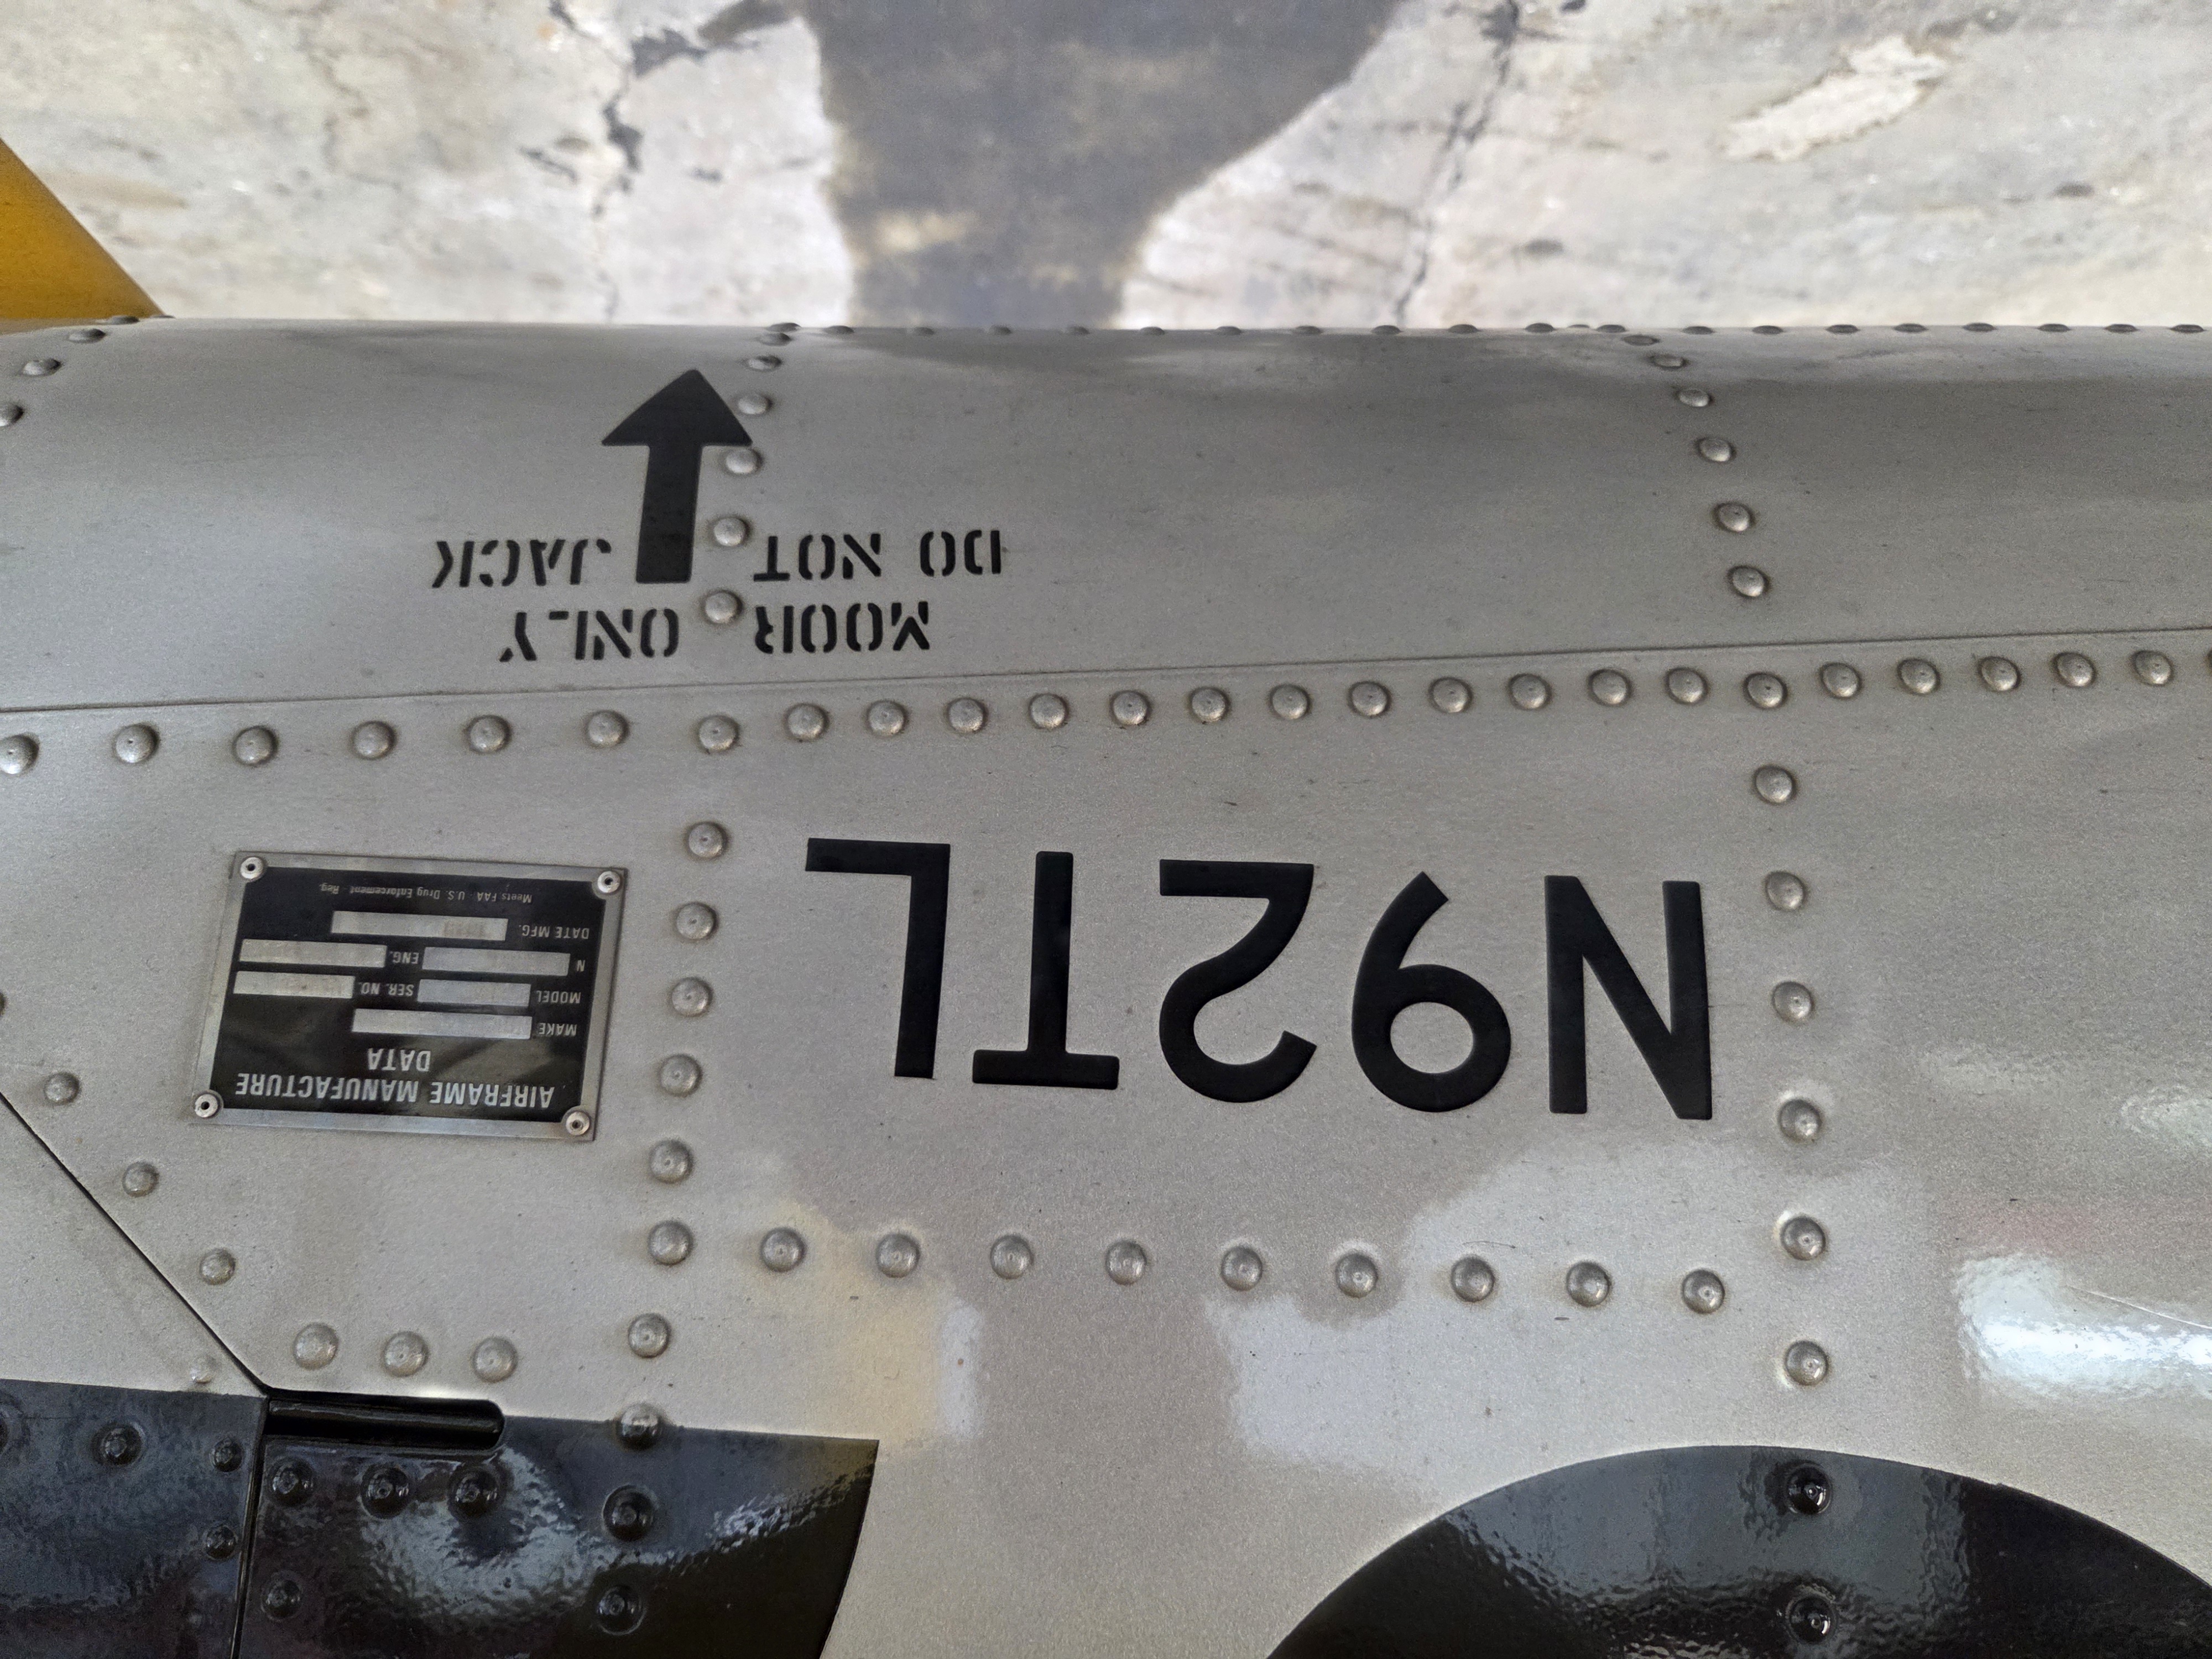 MOOR ONLY
DO NOT JACK
N92TL
AIRFRAME MANUFACTURE
DATA
MAKE
MODEL SER. NO.
N ENG.
DATE MFG.
Meets FAA - U.S. Drug Enforcement - Reg.